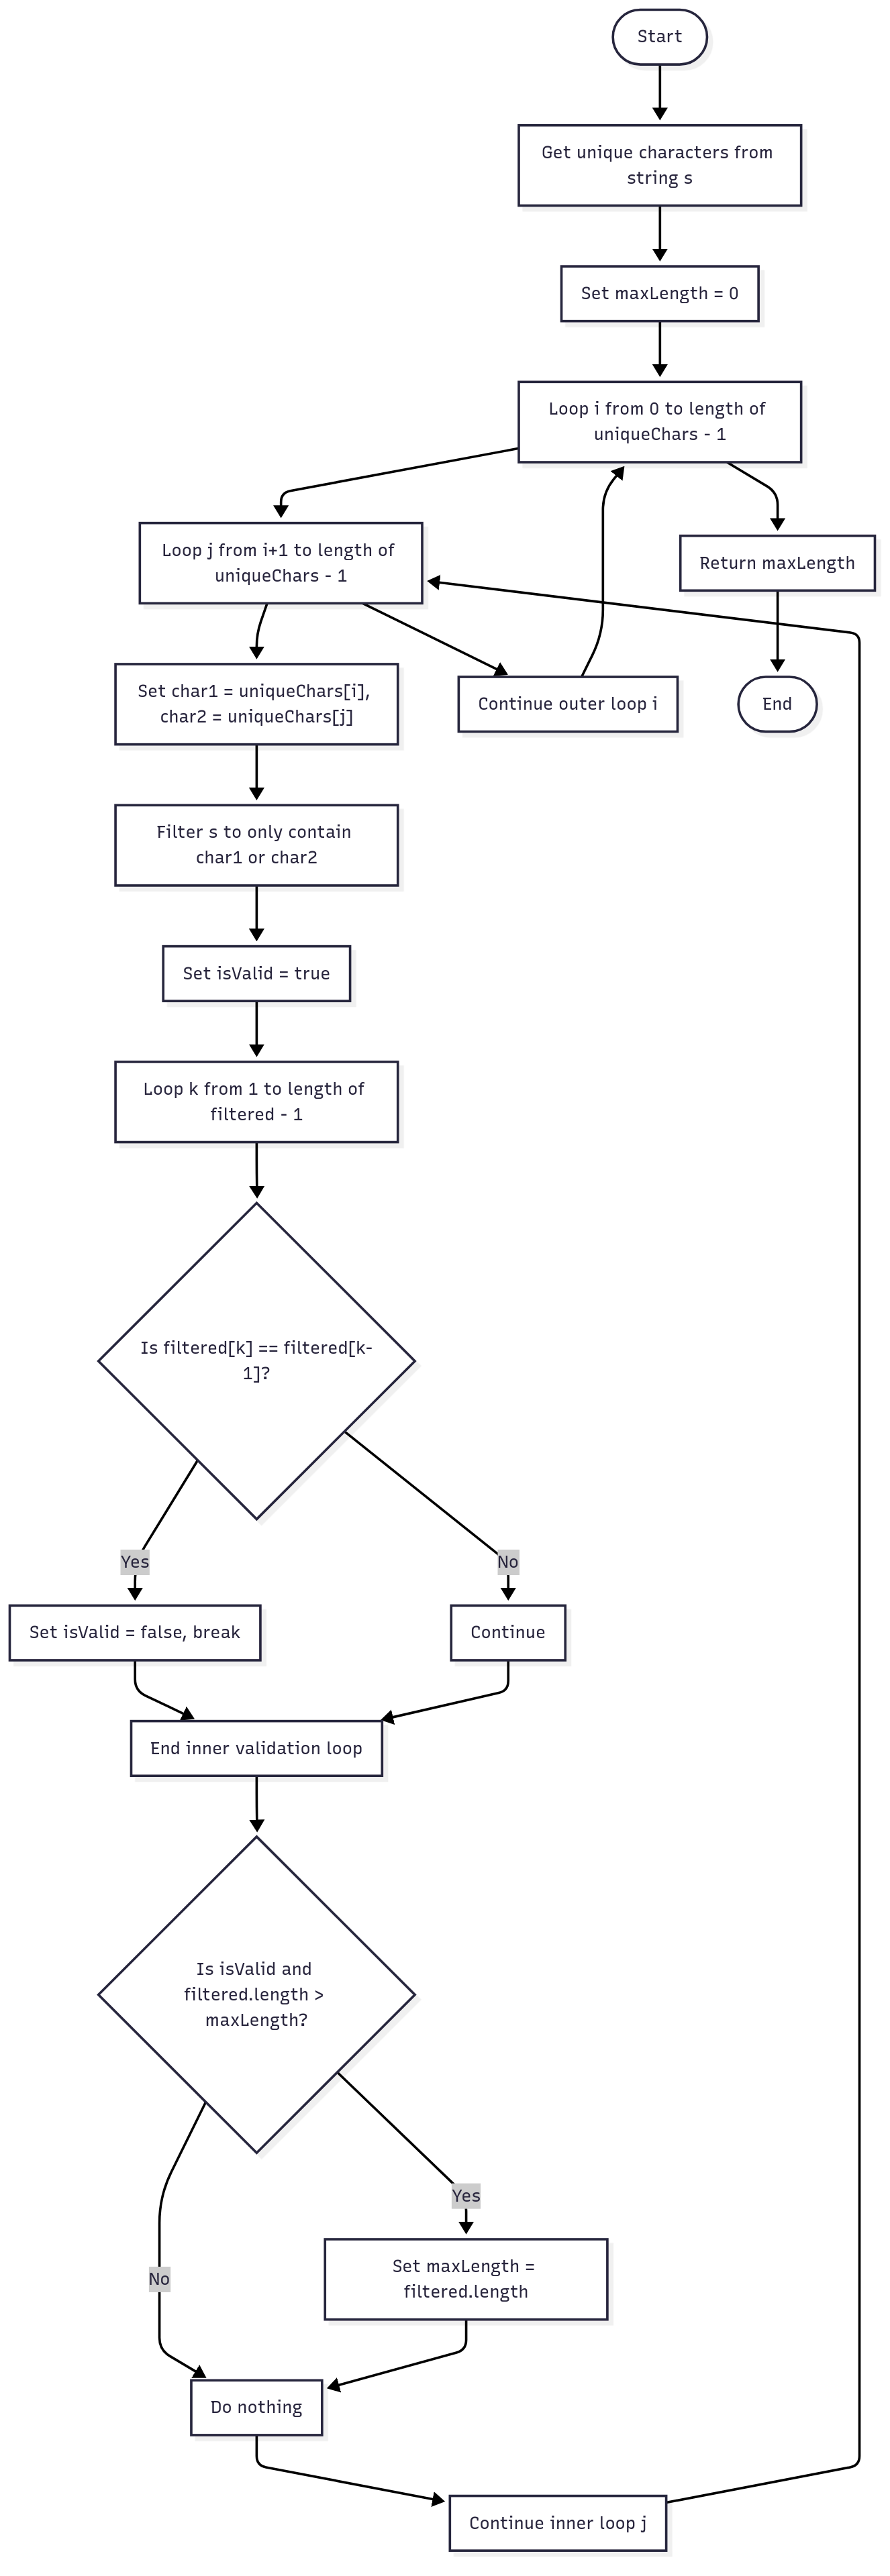 Start
Get unique characters from
string s
Set maxLength = 0
Loop i from 0 to length of
uniqueChars - 1
Loop j from i+1 to length of
uniqueChars - 1
Return maxLength
Set char1 = uniqueChars[i],
char2 = uniqueChars[j]
Continue outer loop i
End
Filter s to only contain
char1 or char2
Set isValid = true
Loop k from 1 to length of
filtered - 1
Is filtered[k] == filtered[k-
1]?
Yes
No
Set isValid = false, break
Continue
End inner validation loop
Is isValid and
filtered.length >
maxLength?
Yes
Set maxLength =
filtered.length
No
Do nothing
Continue inner loop j